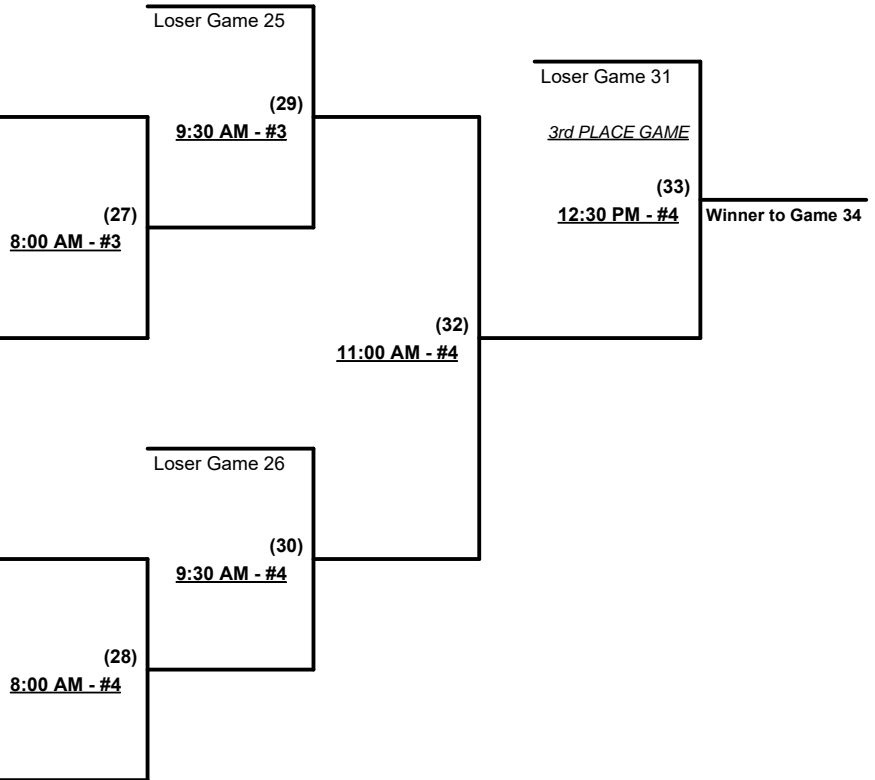 Loser Game 25
Loser Game 31
(29)
9:30 AM - #3
3rd PLACE GAME
(27)
8:00 AM - #3
(33)
12:30 PM - #4
Winner to Game 34
(32)
11:00 AM - #4
Loser Game 26
(30)
9:30 AM - #4
(28)
8:00 AM - #4